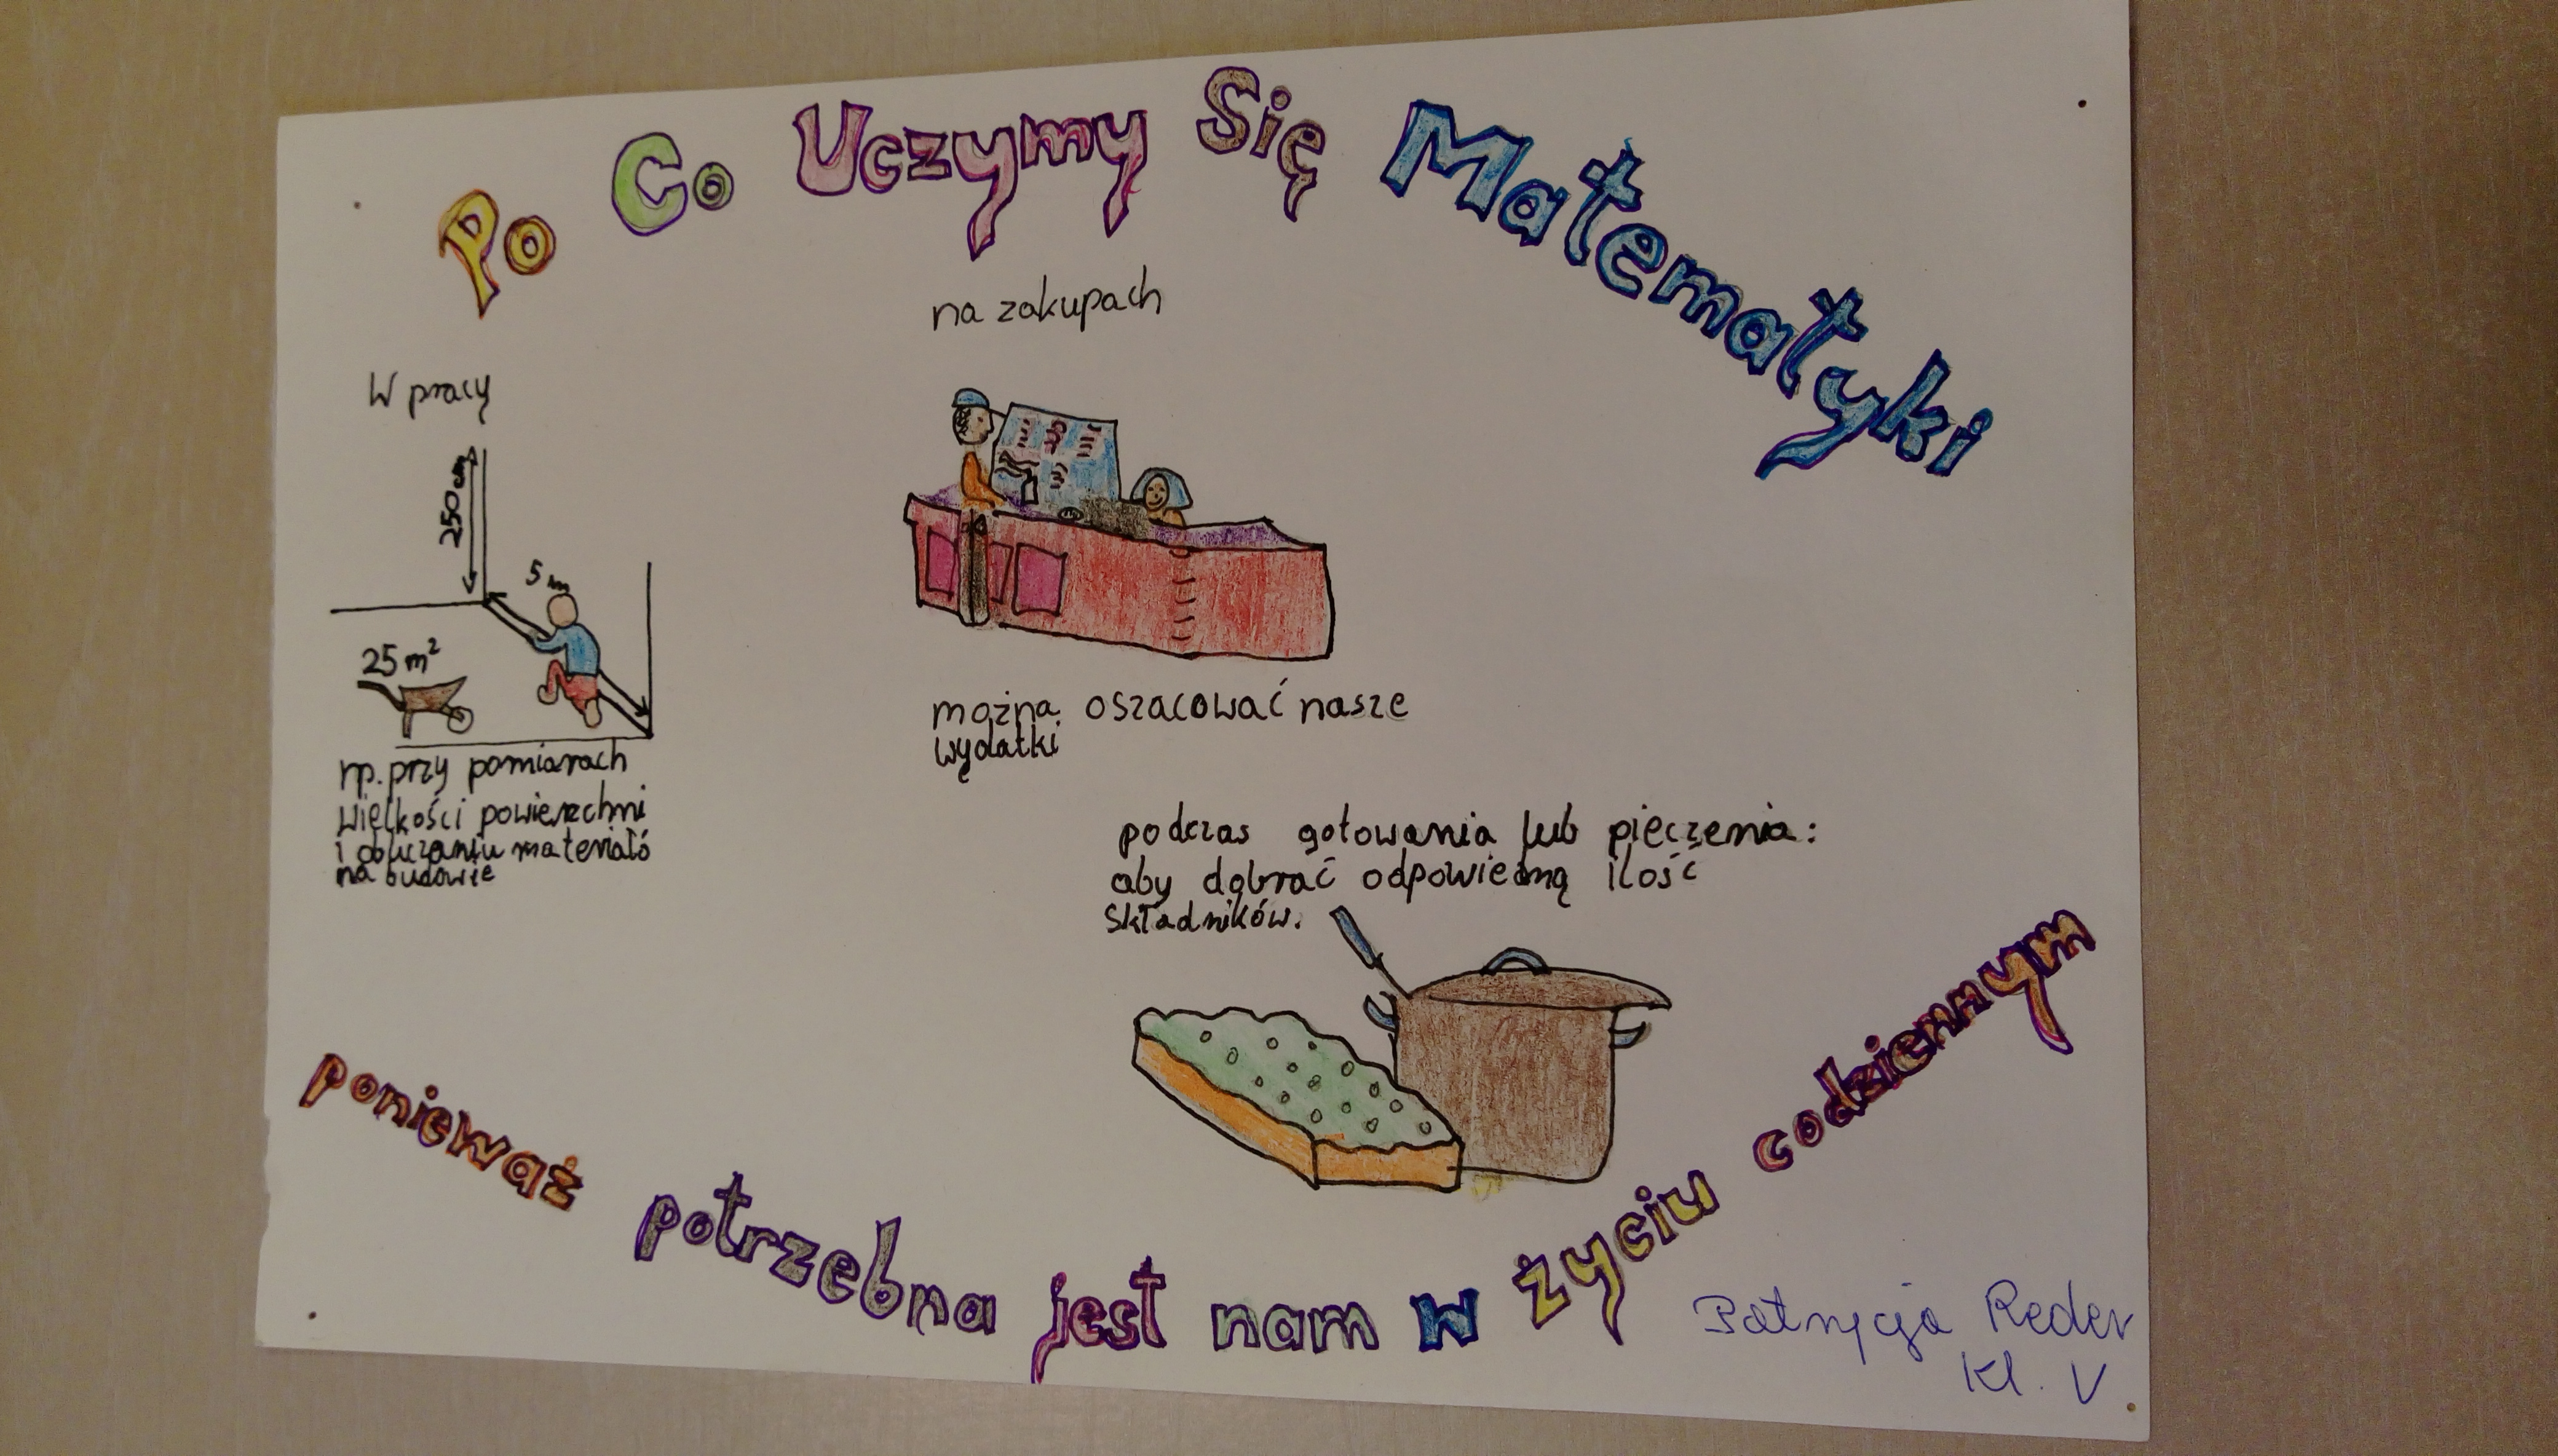 Po Co Uczymy Się Matematyki
na zakupach
W pracy
250 cm
5 m
25 m²
np. przy pomiarach
wielkości powierzchni
i obliczaniu materiałó
na budowie
można oszacować nasze
wydatki
podczas gotowania lub pieczenia:
aby dobrać odpowiedną ilość
składników.
ponieważ potrzebna jest nam w życiu codziennym
Patrycja Reder
Kl. V